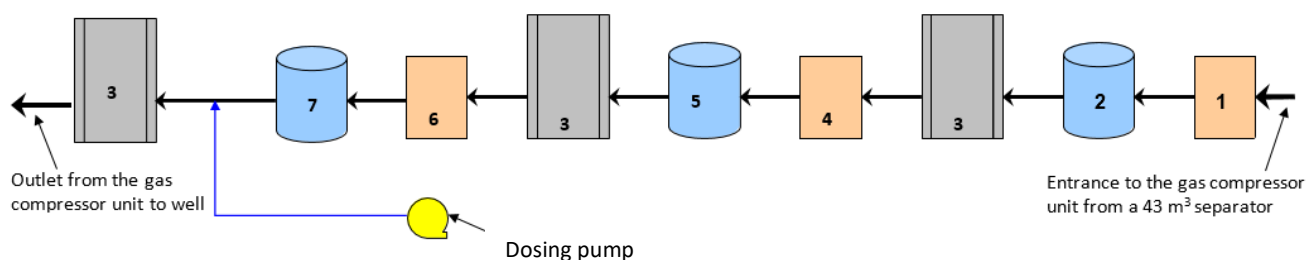 3
7
6
3
5
4
3
2
1
Outlet from the gas
compressor unit to well
Dosing pump
Entrance to the gas compressor
unit from a 43 m³ separator